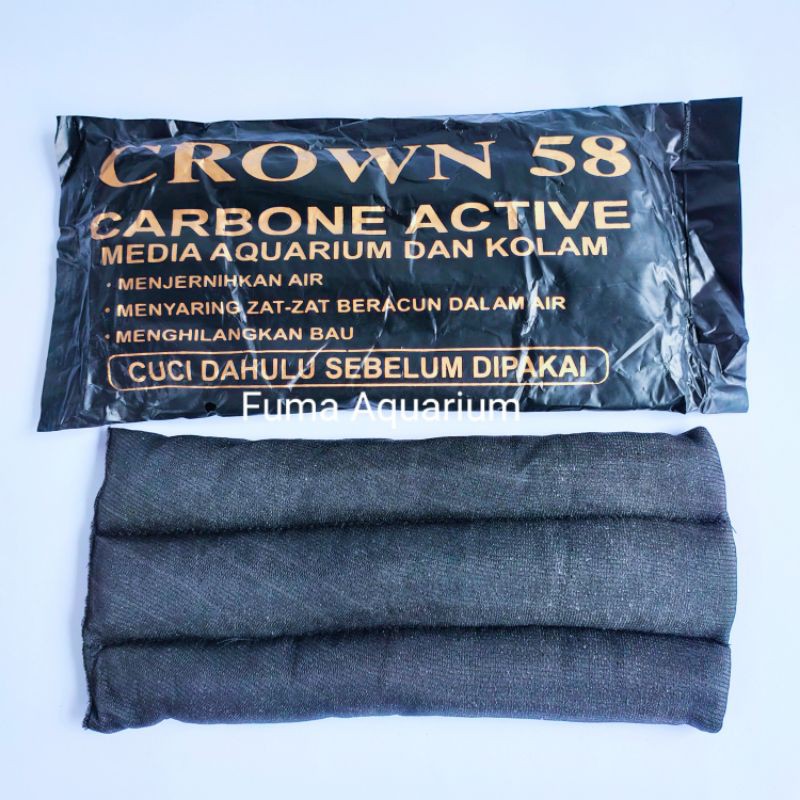 CROWN 58
CARBONE ACTIVE
MEDIA AQUARIUM DAN KOLAM
· MENJERNIHKAN AIR
· MENYARING ZAT-ZAT BERACUN DALAM AIR
· MENGHILANGKAN BAU
CUCI DAHULU SEBELUM DIPAKAI
Fuma Aquarium